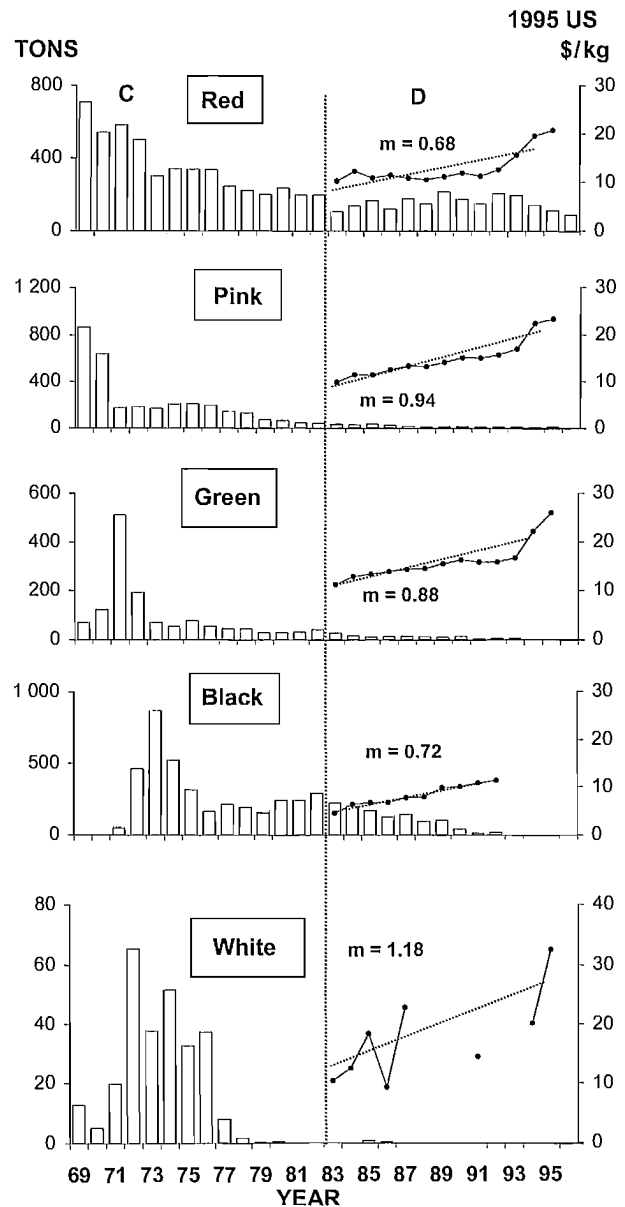 1995 US
TONS
$/kg
C
Red
D
m = 0.68
800
400
0
30
20
10
0
Pink
m = 0.94
1 200
800
400
0
30
20
10
0
Green
m = 0.88
600
400
200
0
30
20
10
0
Black
m = 0.72
1 000
500
0
30
20
10
0
White
m = 1.18
80
60
40
20
0
40
30
20
10
0
69 71 73 75 77 79 81 83 85 87 89 91 93 95
YEAR